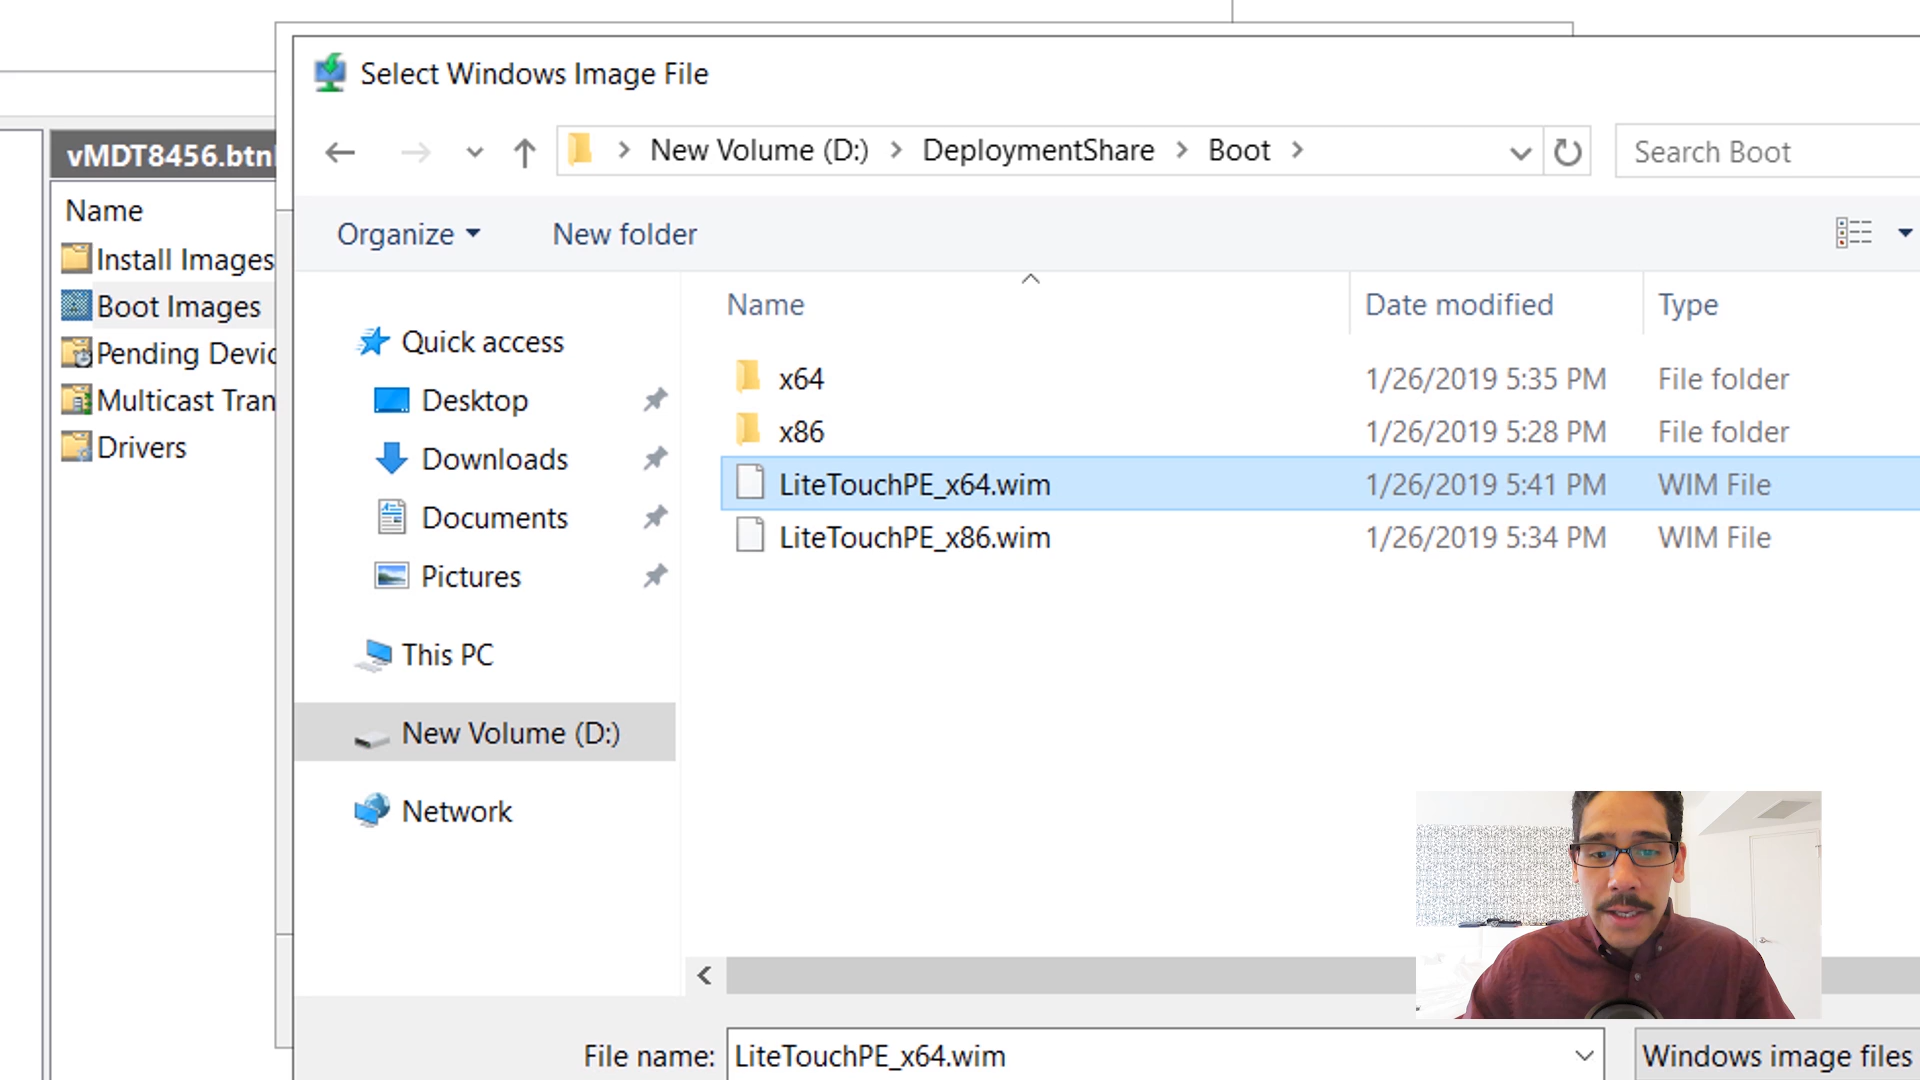 Select Windows Image File
New Volume (D:) DeploymentShare Boot
Search Boot
Organize New folder
vMDT8456.btn
Name
Install Images
Boot Images
Pending Devic
Multicast Tran
Drivers
Quick access
Desktop
Downloads
Documents
Pictures
This PC
New Volume (D:)
Network
Name Date modified Type
x64 1/26/2019 5:35 PM File folder
x86 1/26/2019 5:28 PM File folder
LiteTouchPE_x64.wim 1/26/2019 5:41 PM WIM File
LiteTouchPE_x86.wim 1/26/2019 5:34 PM WIM File
File name: LiteTouchPE_x64.wim Windows image files